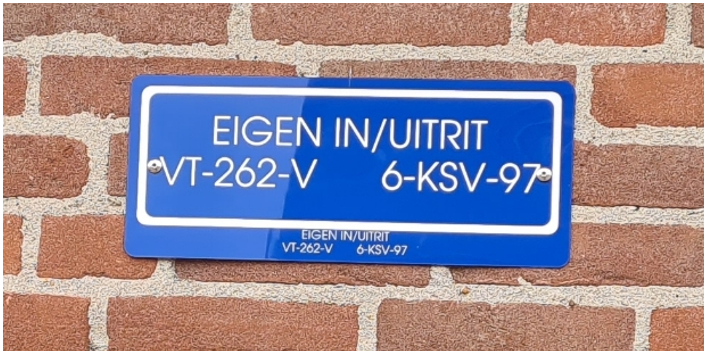 EIGEN IN/UITRIT
VT-262-V 6-KSV-97
EIGEN IN/UITRIT
VT-262-V 6-KSV-97